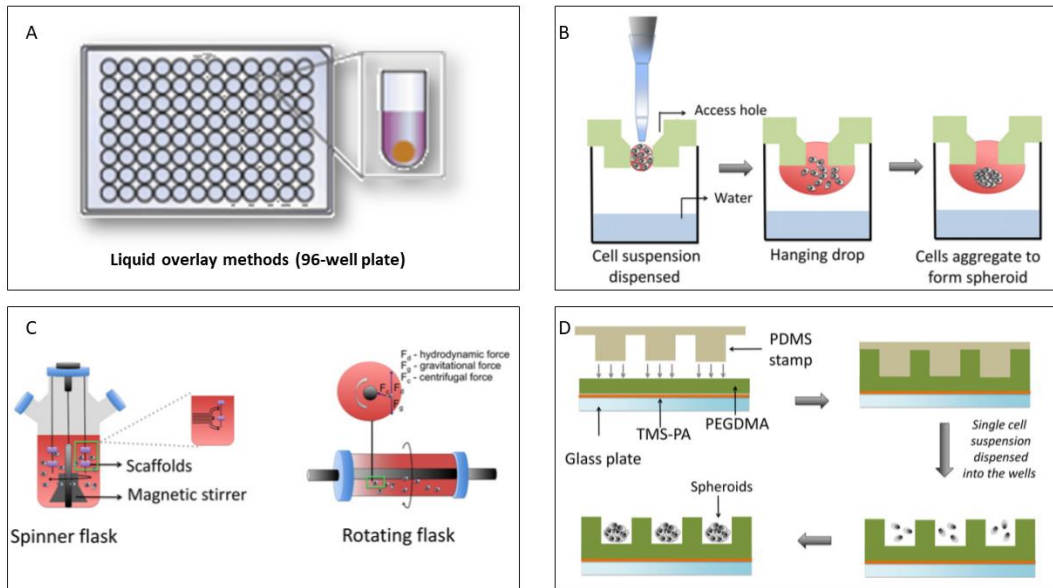 A
Liquid overlay methods (96-well plate)
B
Access hole
Water
Cell suspension
dispensed
Hanging drop
Cells aggregate to
form spheroid
C
F_d - hydrodynamic force
F_g - gravitational force
F_c - centrifugal force
Scaffolds
Magnetic stirrer
Spinner flask
Rotating flask
D
PDMS
stamp
PEGDMA
TMS-PA
Glass plate
Single cell
suspension
dispensed
into the wells
Spheroids